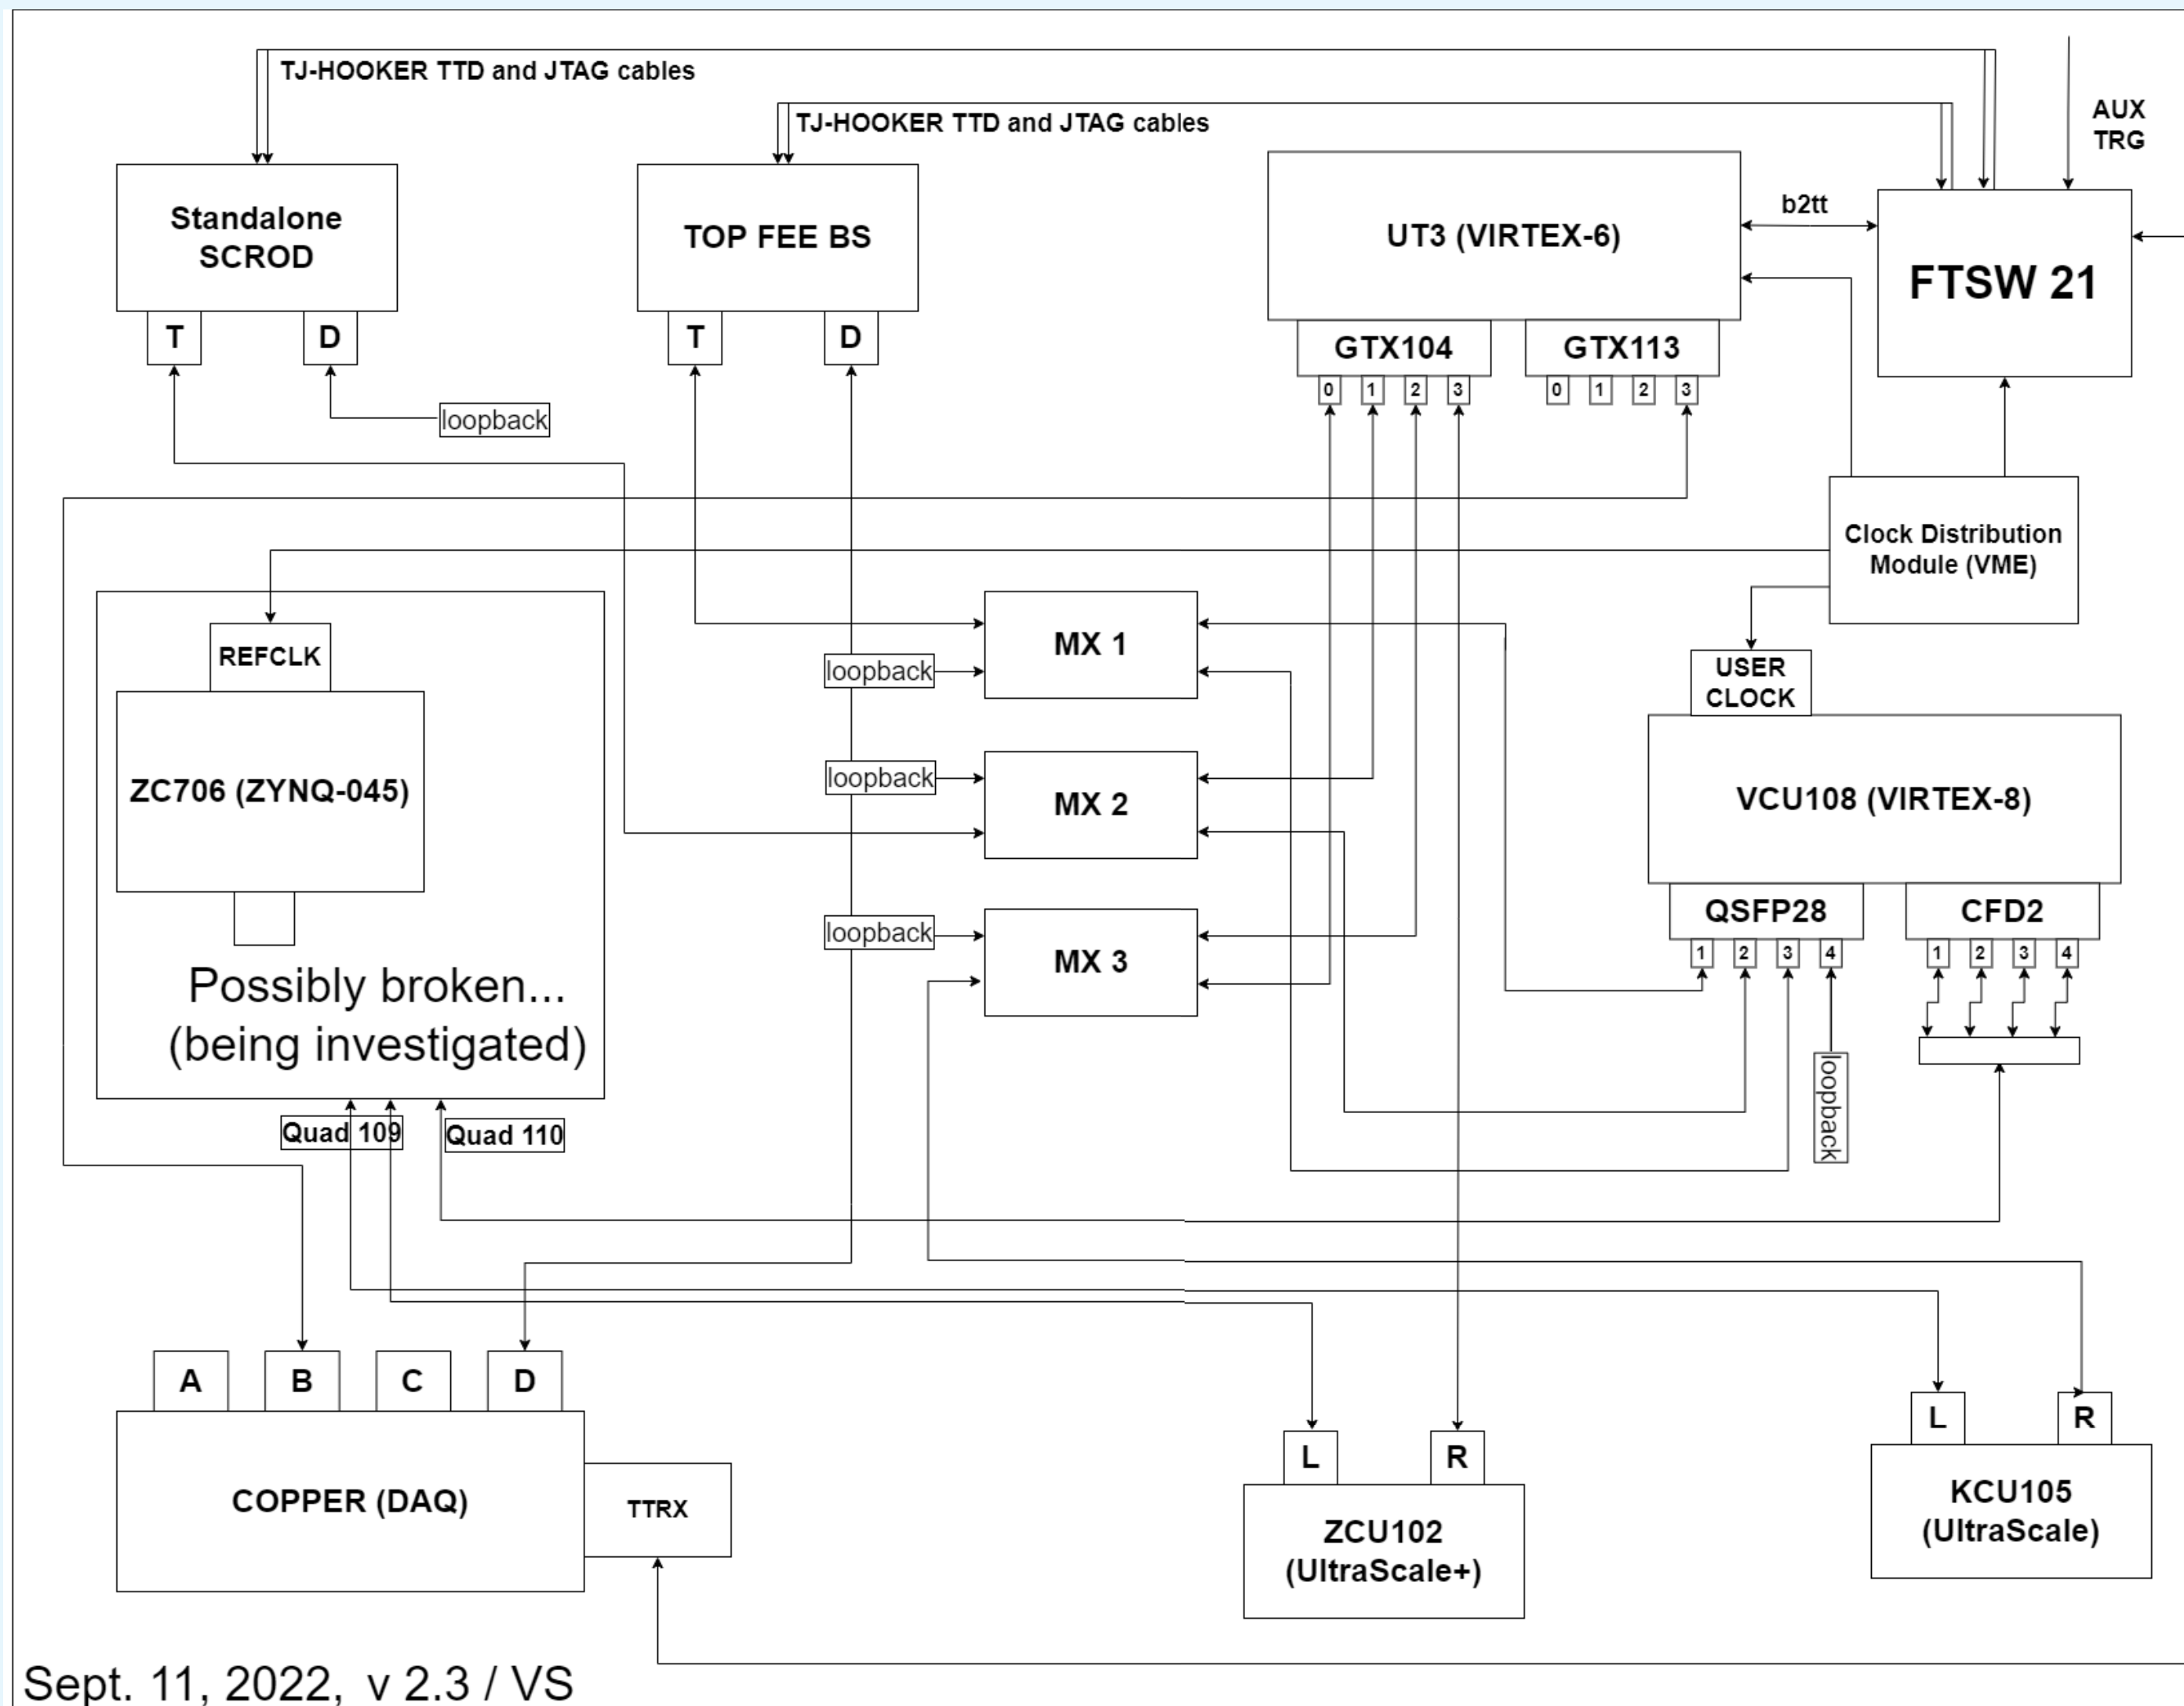 TJ-HOOKER TTD and JTAG cables
TJ-HOOKER TTD and JTAG cables
AUX
TRG
Standalone
SCROD
TOP FEE BS
UT3 (VIRTEX-6)
b2tt
FTSW 21
T
D
T
D
GTX104
GTX113
0
1
2
3
0
1
2
3
loopback
Clock Distribution
Module (VME)
REFCLK
MX 1
loopback
USER
CLOCK
ZC706 (ZYNQ-045)
loopback
MX 2
VCU108 (VIRTEX-8)
QSFP28
CFD2
loopback
MX 3
1
2
3
4
1
2
3
4
Possibly broken...
(being investigated)
loopback
Quad 109
Quad 110
A
B
C
D
L
R
L
R
COPPER (DAQ)
TTRX
ZCU102
(UltraScale+)
KCU105
(UltraScale)
Sept. 11, 2022, v 2.3 / VS